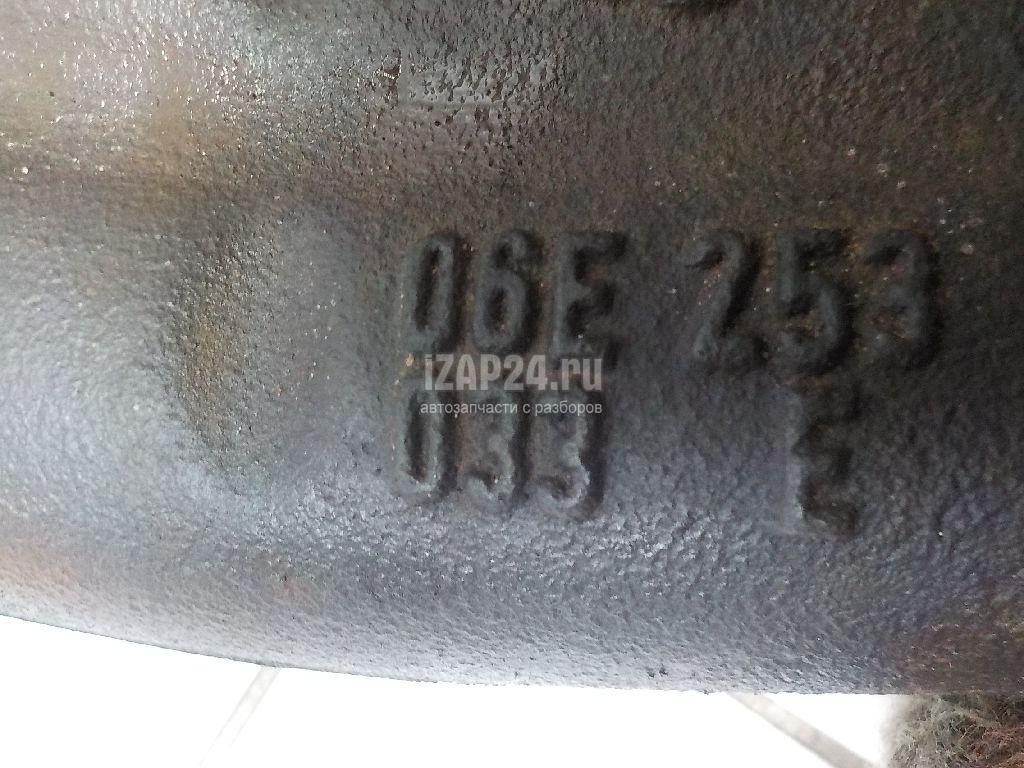 06E 253
iZAP24.ru
автозапчасти с разборов
033 E